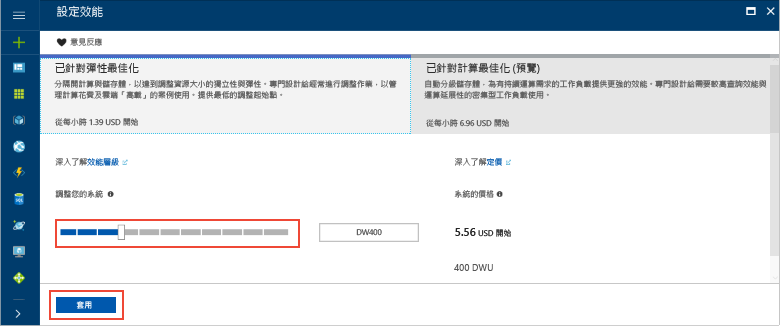 設定效能
意見反應
已針對彈性最佳化
分隔開計算與儲存體，以達到調整資源大小的獨立性與彈性。專門設計給經常進行調整作業，以管
理計算花費及雲端「高載」的案例使用。提供最低的調整起始點。
從每小時 1.39 USD 開始
已針對計算最佳化 (預覽)
自動分級儲存體，為有持續運算需求的工作負載提供更強的效能。專門設計給需要較高查詢效能與
運算延展性的密集型工作負載使用。
從每小時 6.96 USD 開始
深入了解效能層級
深入了解定價
調整您的系統
系統的價格
DW400
5.56 USD 開始
400 DWU
套用